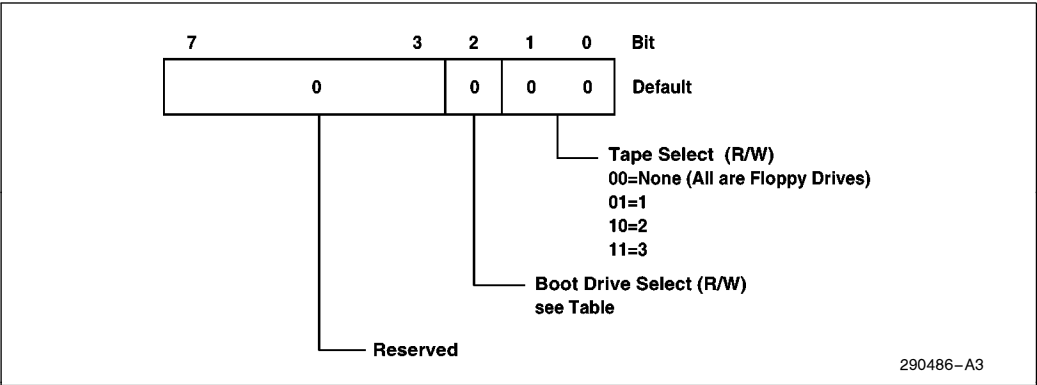 7 3 2 1 0 Bit
0 0 0 0 Default
Tape Select (R/W)
00=None (All are Floppy Drives)
01=1
10=2
11=3
Boot Drive Select (R/W)
see Table
Reserved
290486–A3